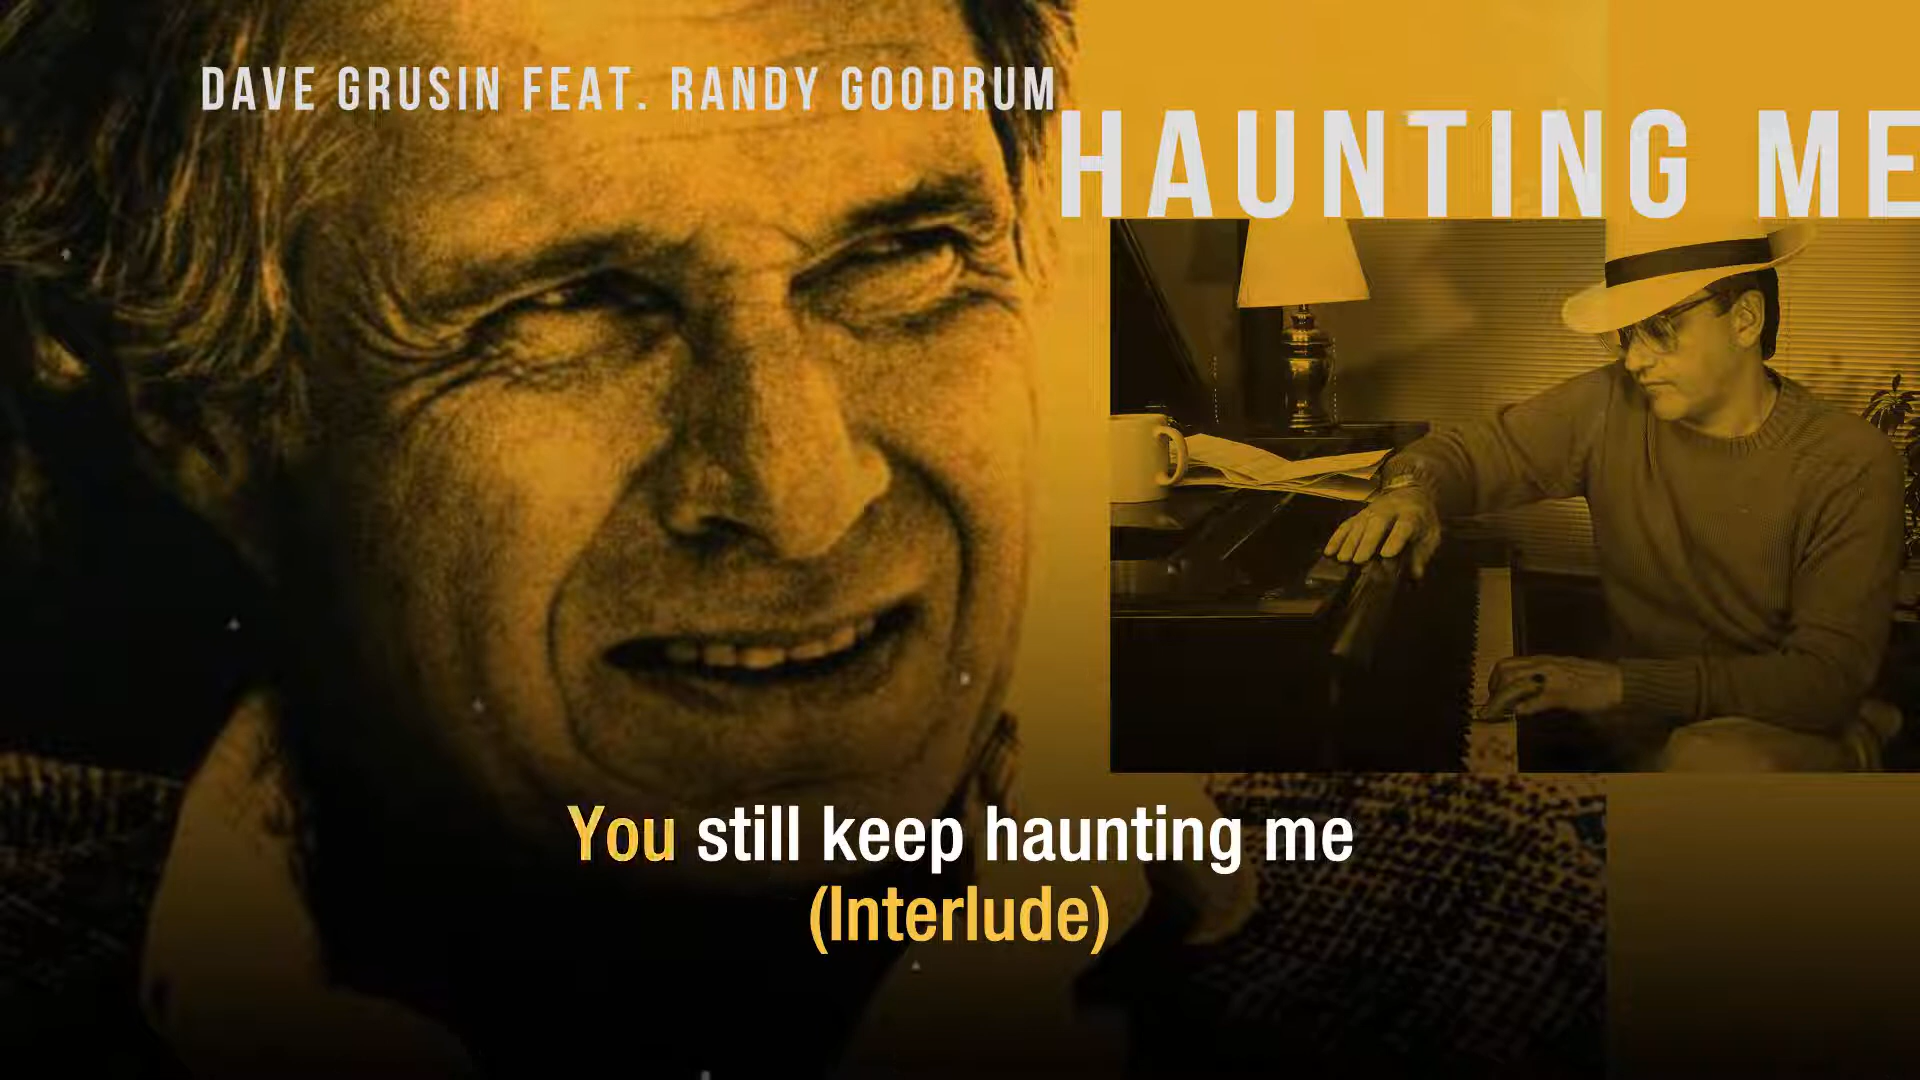 DAVE GRUSIN FEAT. RANDY GOODRUM
HAUNTING ME
You still keep haunting me
(Interlude)